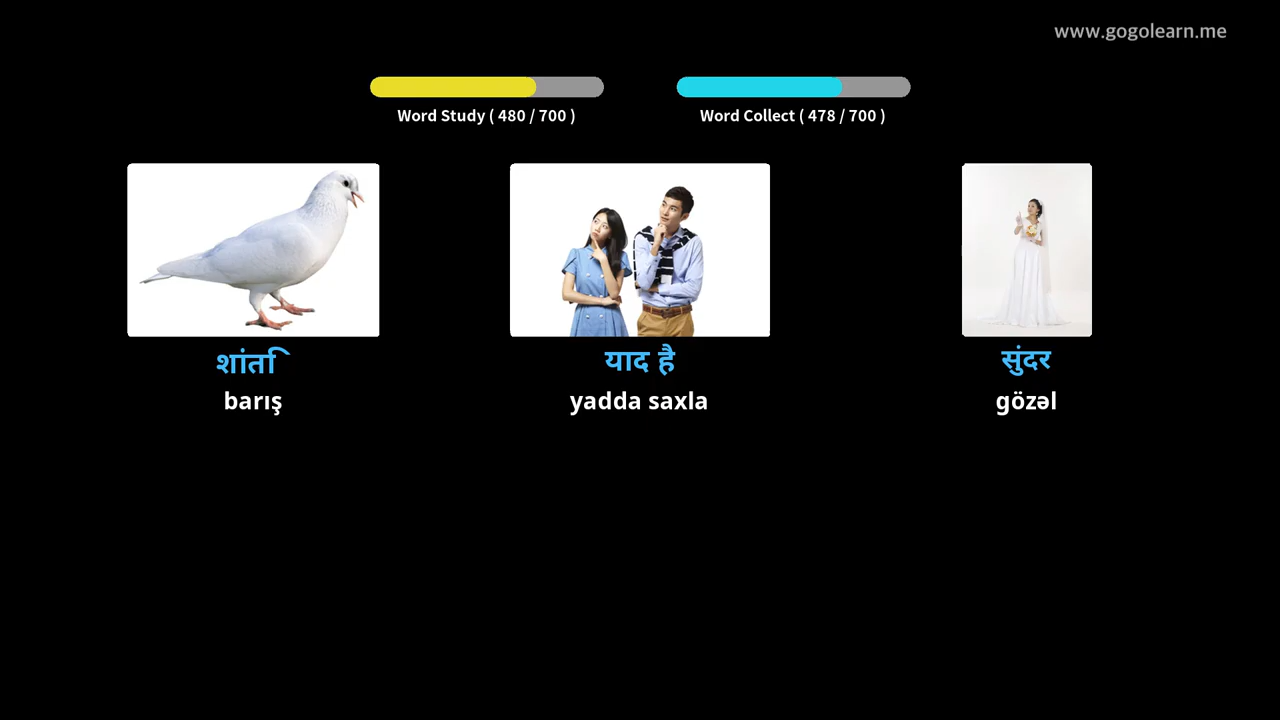 www.gogolearn.me
Word Study ( 480 / 700 )
Word Collect ( 478 / 700 )
शांति
याद है
सुंदर
barış
yadda saxla
gözəl